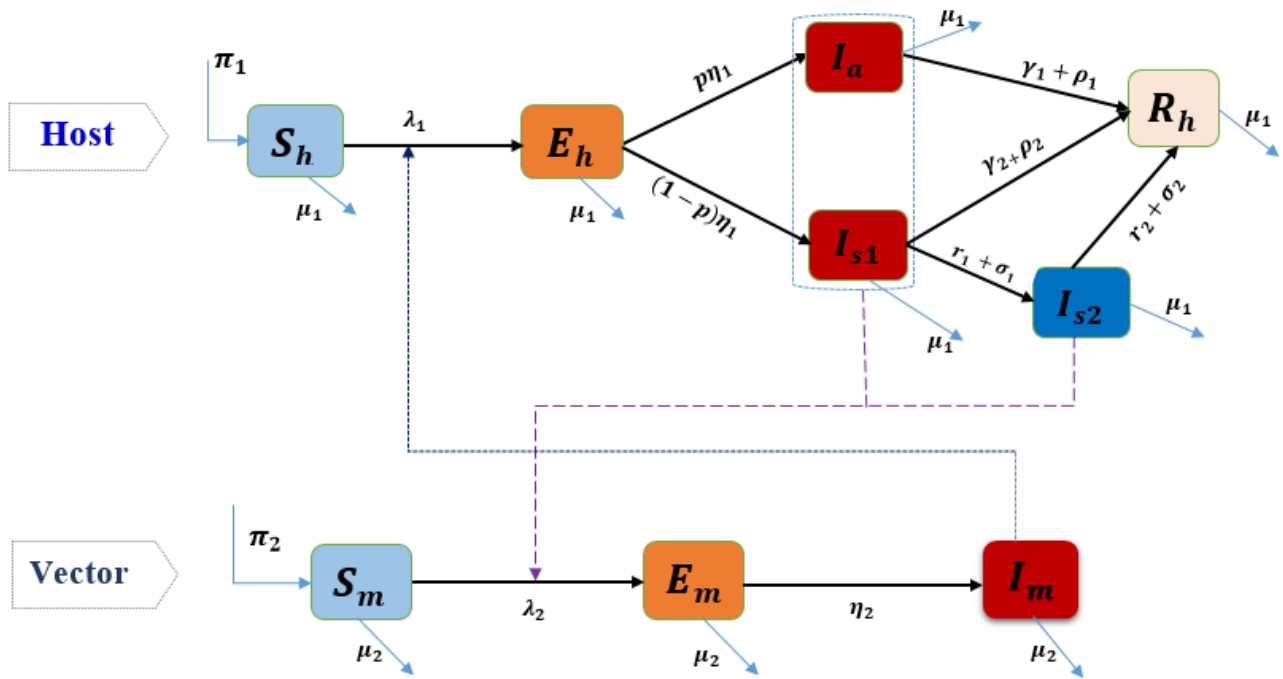 π₁
Host
S_h
λ₁
E_h
μ₁
μ₁
pη₁
(1 − p)η₁
I_a
μ₁
I_s1
μ₁
γ₁ + ρ₁
γ₂₊ρ₂
r₁ + σ₁
I_s2
μ₁
r₂ + σ₂
R_h
μ₁
Vector
π₂
S_m
μ₂
λ₂
E_m
μ₂
η₂
I_m
μ₂